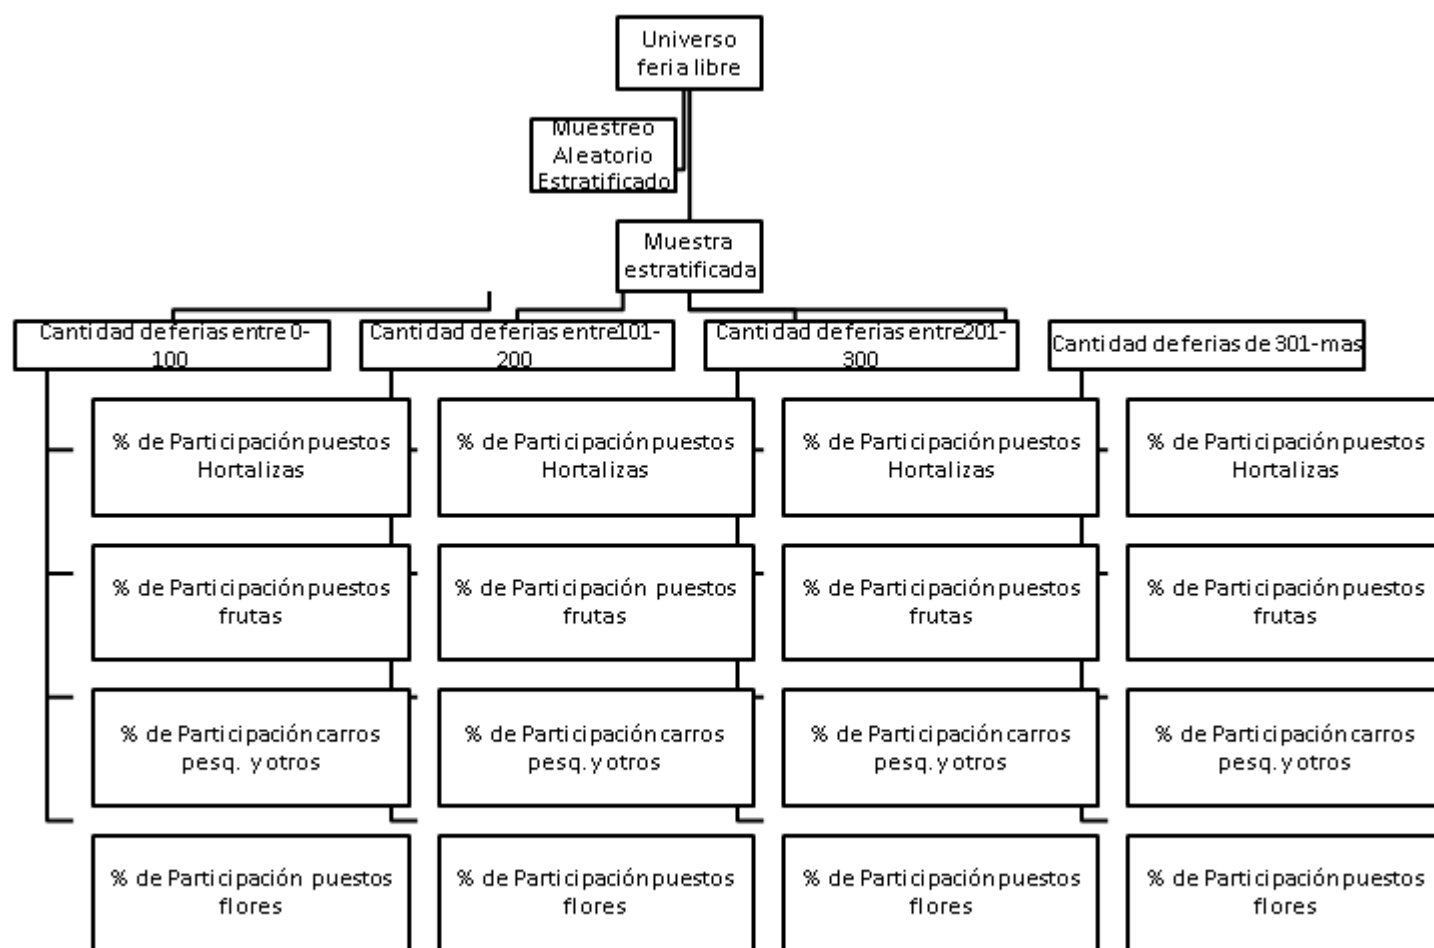 Universo
feria libre
Muestreo
Aleatorio
Estratificado
Muestra
estratificada
Cantidad de ferias entre 0-
100
Cantidad de ferias entre101-
200
Cantidad de ferias entre201-
300
Cantidad de ferias de 301-mas
% de Participación puestos
Hortalizas
% de Participación puestos
Hortalizas
% de Participación puestos
Hortalizas
% de Participación puestos
Hortalizas
% de Participación puestos
frutas
% de Participación puestos
frutas
% de Participación puestos
frutas
% de Participación puestos
frutas
% de Participación carros
pesq. y otros
% de Participación carros
pesq. y otros
% de Participación carros
pesq. y otros
% de Participación carros
pesq. y otros
% de Participación puestos
flores
% de Participación puestos
flores
% de Participación puestos
flores
% de Participación puestos
flores